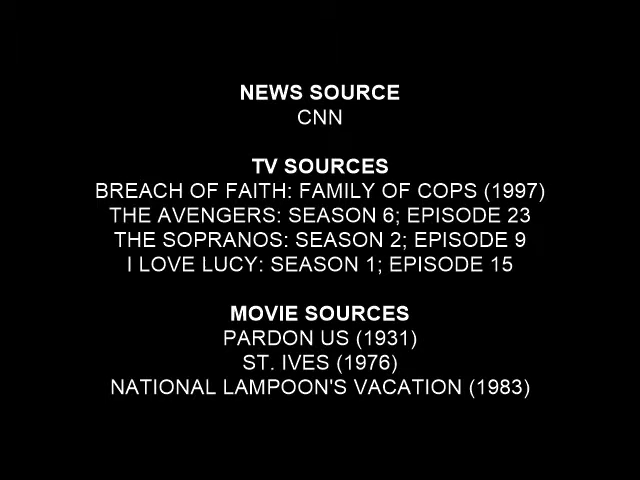 NEWS SOURCE
CNN
TV SOURCES
BREACH OF FAITH: FAMILY OF COPS (1997)
THE AVENGERS: SEASON 6; EPISODE 23
THE SOPRANOS: SEASON 2; EPISODE 9
I LOVE LUCY: SEASON 1; EPISODE 15
MOVIE SOURCES
PARDON US (1931)
ST. IVES (1976)
NATIONAL LAMPOON'S VACATION (1983)